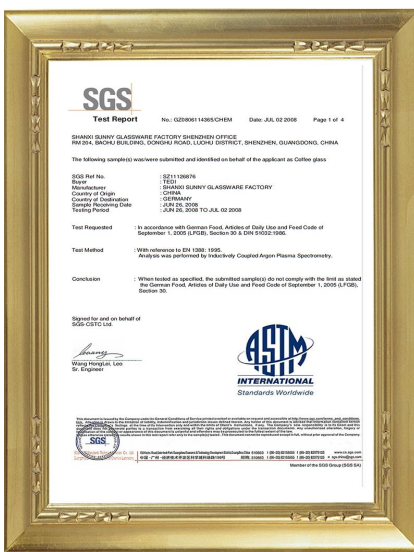 SGS
Test Report No.: GZ0806114365/CHEM Date: JUL 02 2008 Page 1 of 4
SHANXI SUNNY GLASSWARE FACTORY SHENZHEN OFFICE
RM 204, BAOHU BUILDING, DONGHU ROAD, LUOHU DISTRICT, SHENZHEN, GUANGDONG, CHINA
The following sample(s) was/were submitted and identified on behalf of the applicant as Coffee glass
SGS Ref No. : SZ11126876
Buyer : TEDI
Manufacturer : SHANXI SUNNY GLASSWARE FACTORY
Country of Origin : CHINA
Country of Destination : GERMANY
Sample Receiving Date : JUN 26, 2008
Testing Period : JUN 26, 2008 TO JUL 02 2008
Test Requested : In accordance with German Food, Articles of Daily Use and Feed Code of
September 1, 2005 (LFGB), Section 30 & DIN 51032:1986.
Test Method : With reference to EN 1388: 1995.
Analysis was performed by Inductively Coupled Argon Plasma Spectrometry.
Conclusion : When tested as specified, the submitted sample(s) do not comply with the limit as stated
the German Food, Articles of Daily Use and Feed Code of September 1, 2005 (LFGB),
Section 30.
Signed for and on behalf of
SGS-CSTC Ltd.
Wang HongLei, Leo
Sr. Engineer
ASTM
INTERNATIONAL
Standards Worldwide
SGS
Member of the SGS Group (SGS SA)